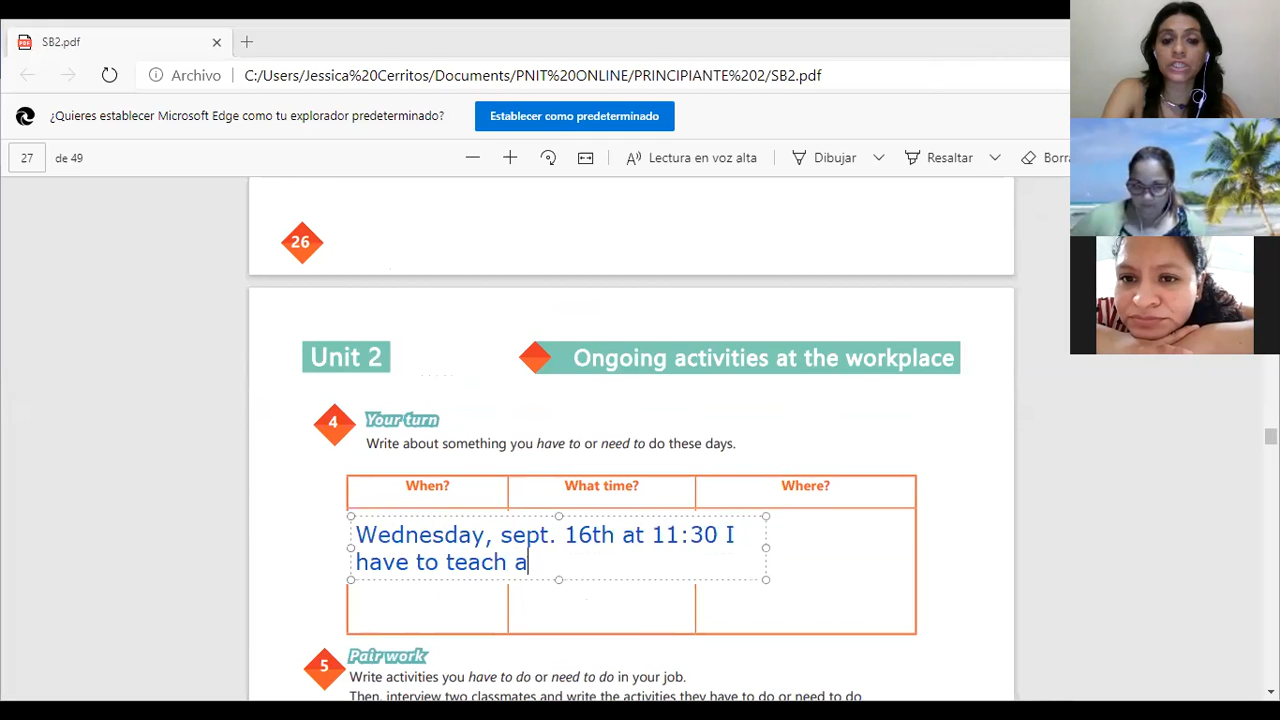 SB2.pdf
Archivo C:/Users/Jessica%20Cerritos/Documents/PNIT%20ONLINE/PRINCIPIANTE%202/SB2.pdf
¿Quieres establecer Microsoft Edge como tu explorador predeterminado? Establecer como predeterminado
27 de 49 Lectura en voz alta Dibujar Resaltar Borra
26
Unit 2 Ongoing activities at the workplace
4 Your turn
Write about something you have to or need to do these days.
When? What time? Where?
Wednesday, sept. 16th at 11:30 I
have to teach a
5 Pair work
Write activities you have to do or need to do in your job.
Then, interview two classmates and write the activities they have to do or need to do.